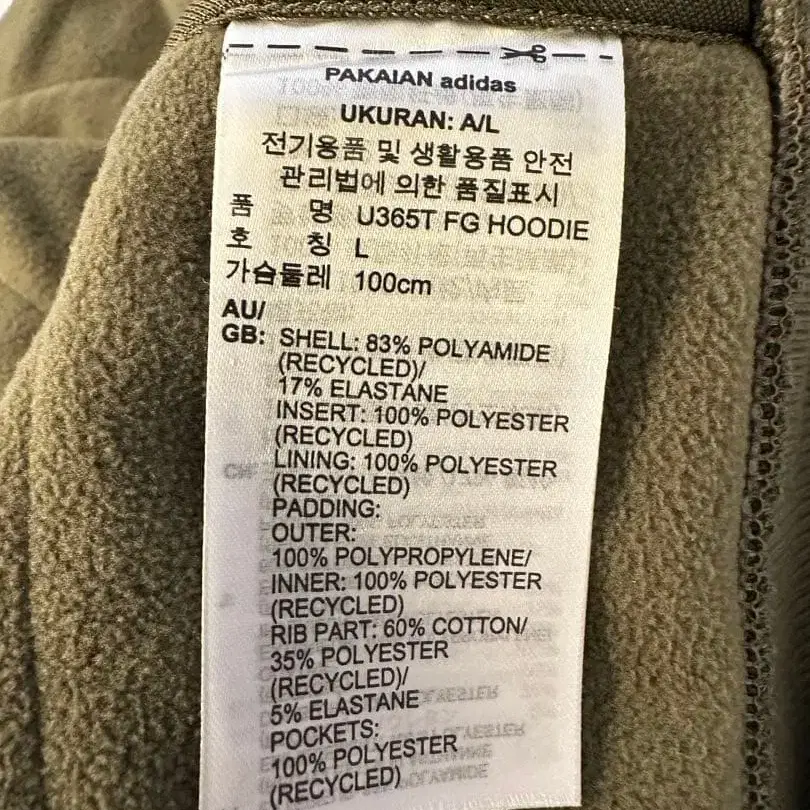 PAKAIAN adidas
UKURAN: A/L
전기용품 및 생활용품 안전
관리법에 의한 품질표시
품 명 U365T FG HOODIE
호 칭 L
가슴둘레 100cm
AU/
GB: SHELL: 83% POLYAMIDE
(RECYCLED)/
17% ELASTANE
INSERT: 100% POLYESTER
(RECYCLED)
LINING: 100% POLYESTER
(RECYCLED)
PADDING:
OUTER:
100% POLYPROPYLENE/
INNER: 100% POLYESTER
(RECYCLED)
RIB PART: 60% COTTON/
35% POLYESTER
(RECYCLED)/
5% ELASTANE
POCKETS:
100% POLYESTER
(RECYCLED)